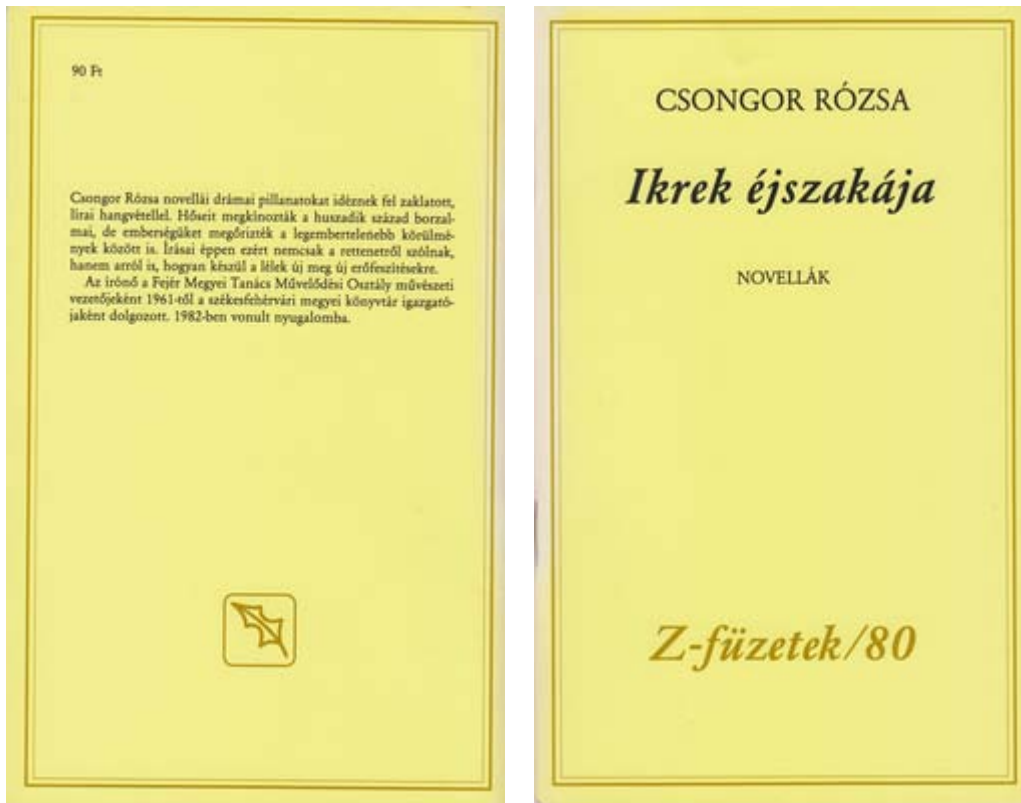 90 Ft
Csongor Rózsa novellái drámai pillanatokat idéznek fel zaklatott,
lírai hangvétellel. Hőseit megkínozták a huszadik század borzal-
mai, de emberségüket megőrizték a legembertelenebb körülmé-
nyek között is. Írásai éppen ezért nemcsak a rettenetről szólnak,
hanem arról is, hogyan készül a lélek új meg új erőfeszítésekre.
Az írónő a Fejér Megyei Tanács Művelődési Osztály művészeti
vezetőjeként 1961-től a székesfehérvári megyei könyvtár igazgató-
jaként dolgozott. 1982-ben vonult nyugalomba.
CSONGOR RÓZSA
Ikrek éjszakája
NOVELLÁK
Z-füzetek/80